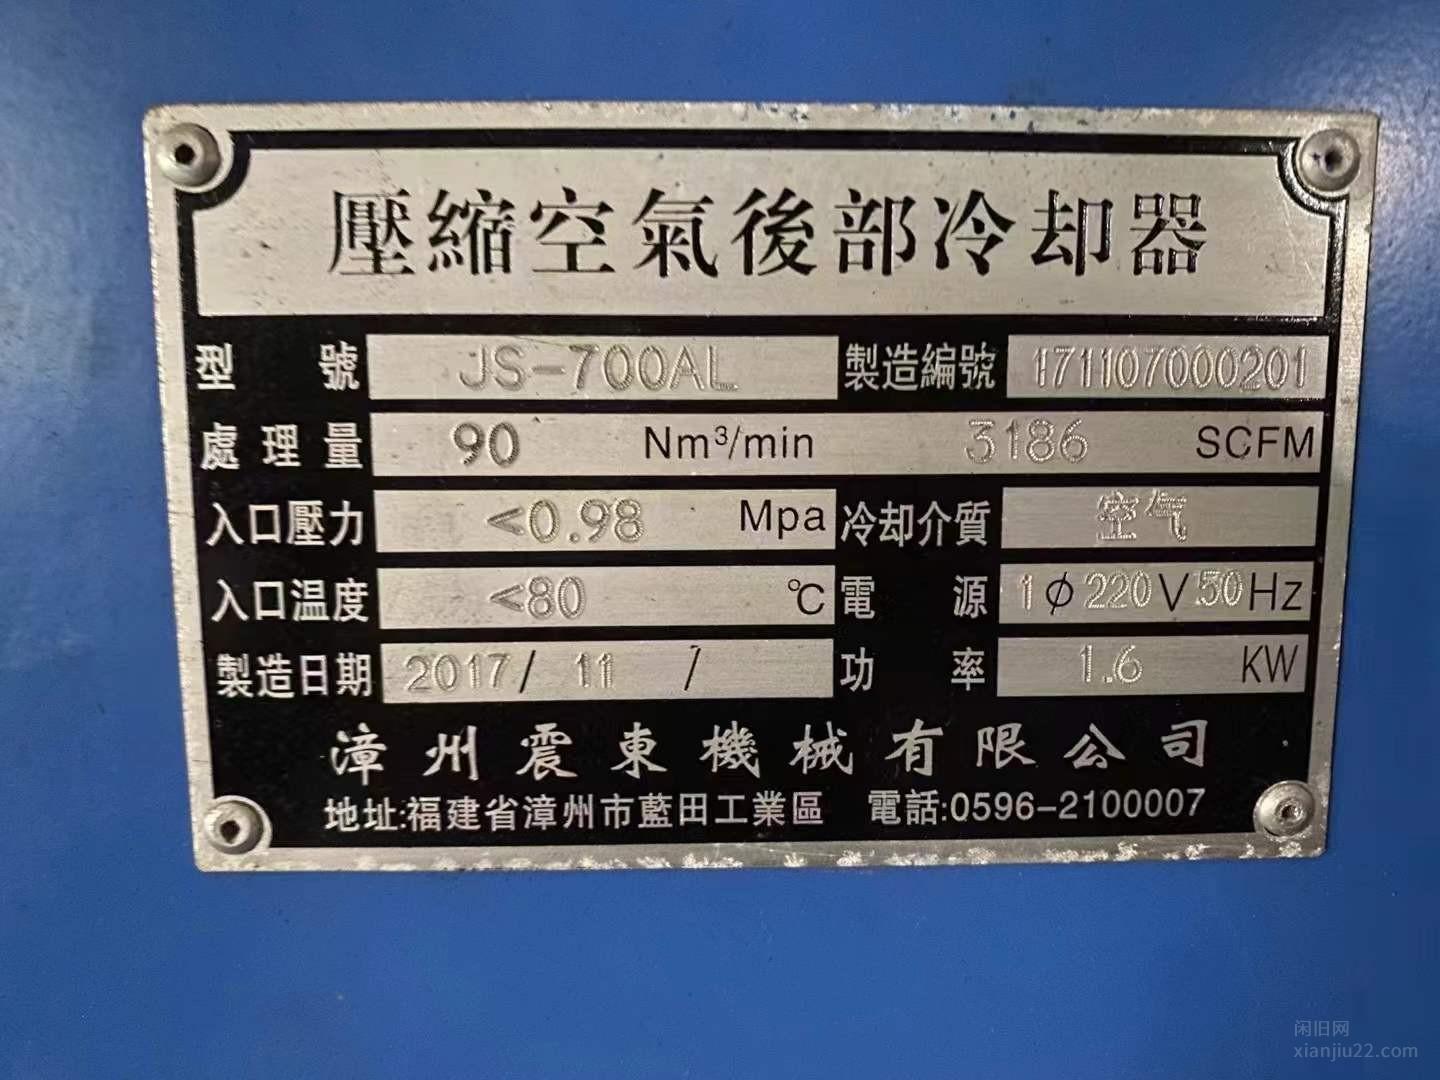 壓縮空氣後部冷却器
型號 JS-700AL 製造編號 171107000201
處理量 90 Nm³/min 3186 SCFM
入口壓力 <0.98 Mpa 冷却介質 空气
入口温度 <80 ℃ 電源 1φ220V50Hz
製造日期 2017/ 11 / 功率 1.6 KW
漳州震東機械有限公司
地址:福建省漳州市藍田工業區 電話:0596-2100007
闲旧网
xianjiu22.com